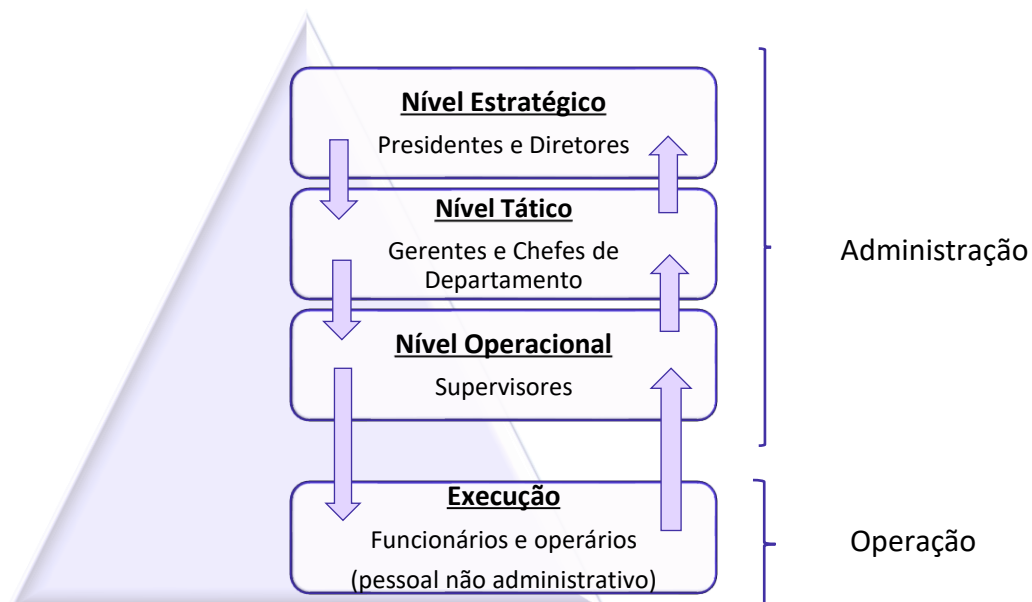 Nível Estratégico
Presidentes e Diretores
Nível Tático
Gerentes e Chefes de
Departamento
Nível Operacional
Supervisores
Administração
Execução
Funcionários e operários
(pessoal não administrativo)
Operação